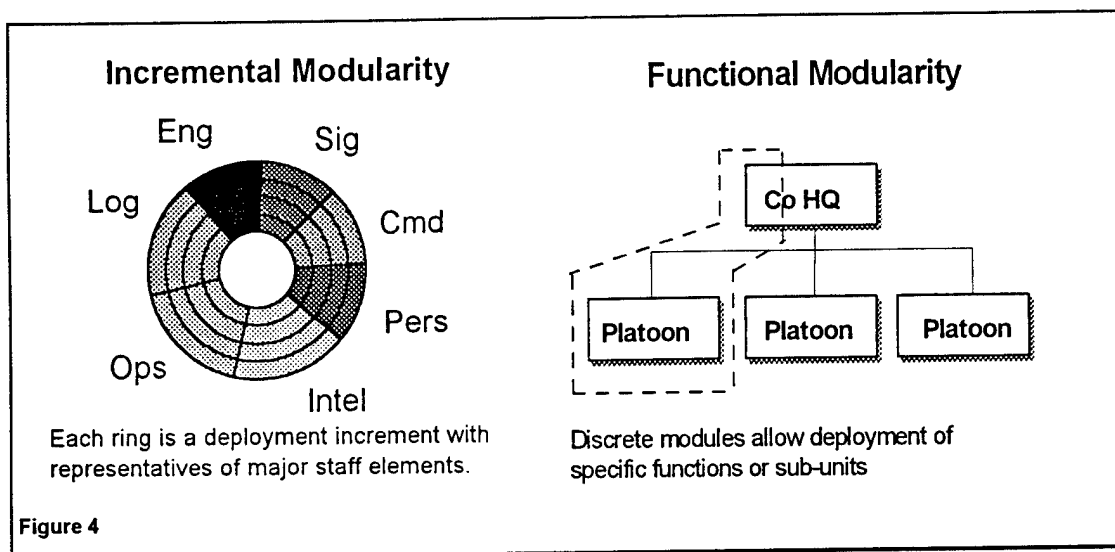 Incremental Modularity
Eng
Sig
Log
Cmd
Pers
Ops
Intel
Each ring is a deployment increment with
representatives of major staff elements.
Functional Modularity
Co HQ
Platoon
Platoon
Platoon
Discrete modules allow deployment of
specific functions or sub-units
Figure 4